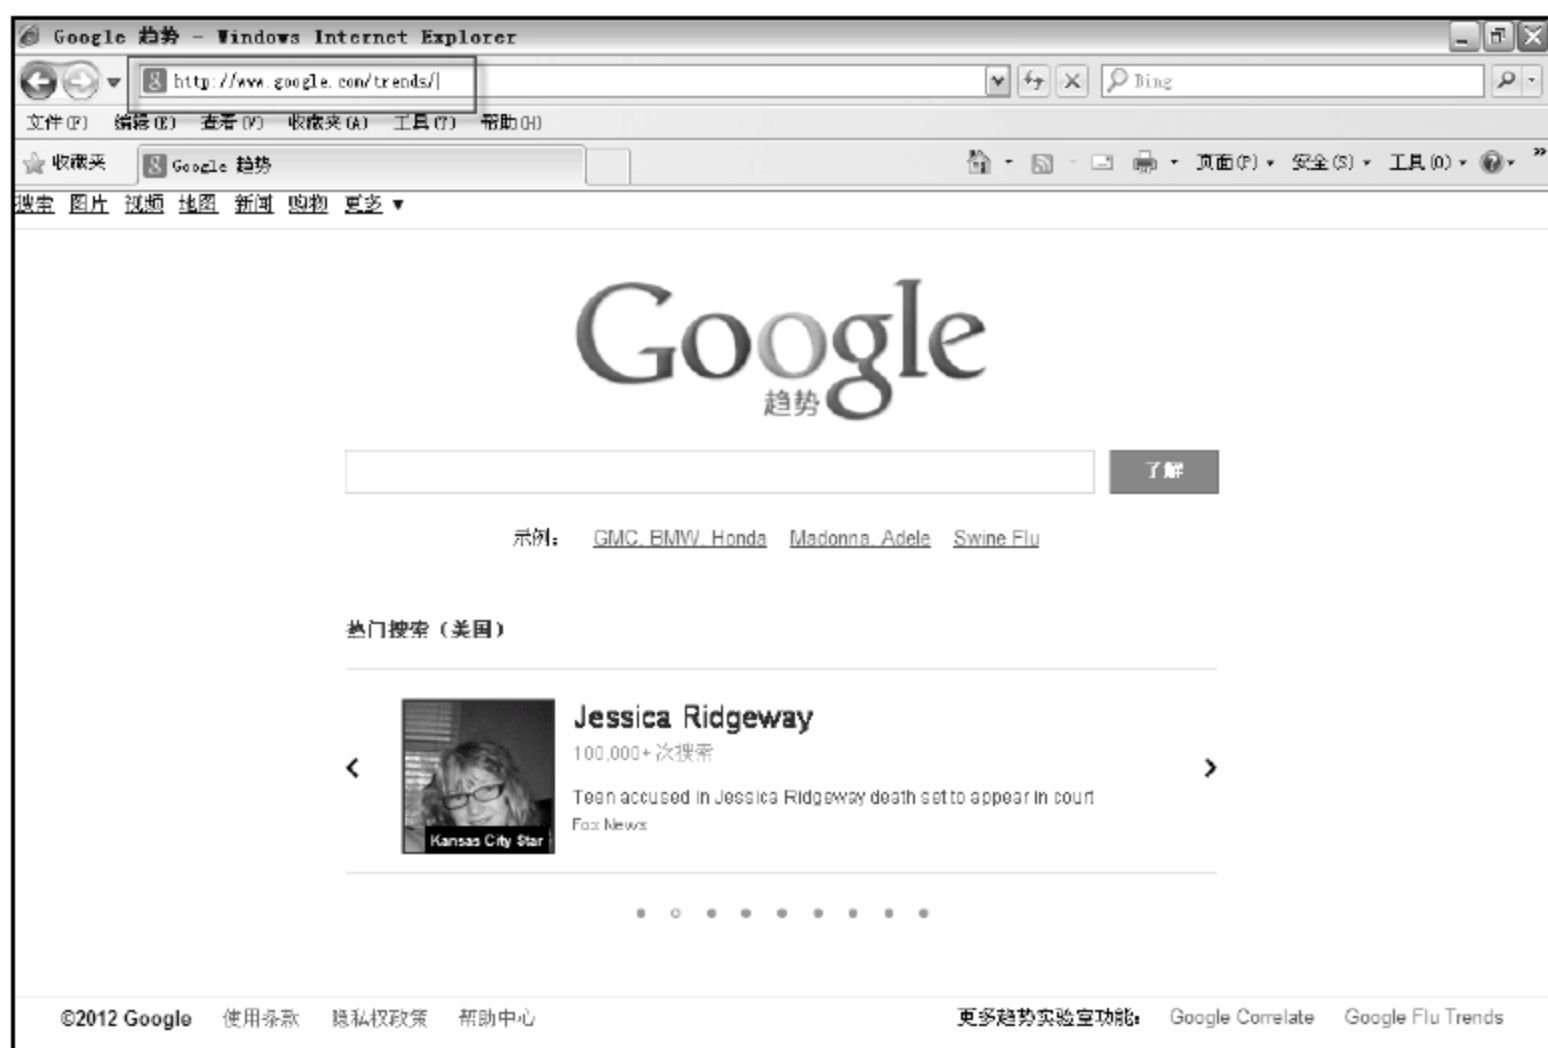 Google 趋势 - Windows Internet Explorer
http://www.google.com/trends/
Bing
文件(F) 编辑(E) 查看(V) 收藏夹(A) 工具(T) 帮助(H)
收藏夹 Google 趋势 页面(P) 安全(S) 工具(O) »
搜索 图片 视频 地图 新闻 购物 更多 ▼
Google
趋势
了解
示例: GMC, BMW, Honda Madonna, Adele Swine Flu
热门搜索(美国)
Jessica Ridgeway
100,000+ 次搜索
Teen accused in Jessica Ridgeway death set to appear in court
Fox News
Kansas City Star
©2012 Google 使用条款 隐私权政策 帮助中心 更多趋势实验室功能: Google Correlate Google Flu Trends